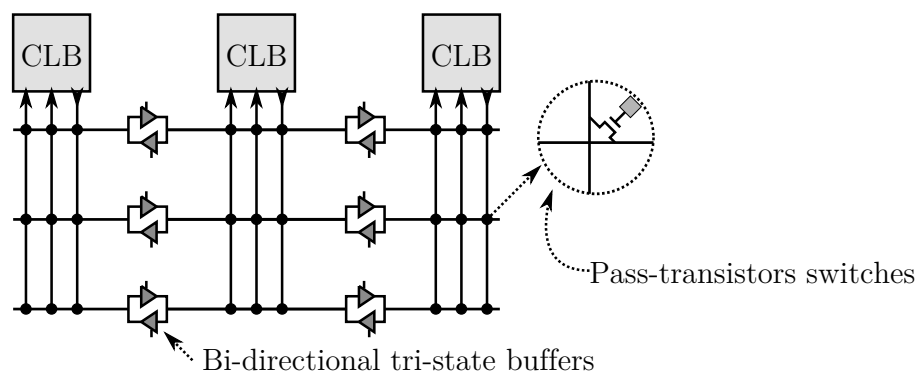 CLB CLB CLB
Pass-transistors switches
Bi-directional tri-state buffers